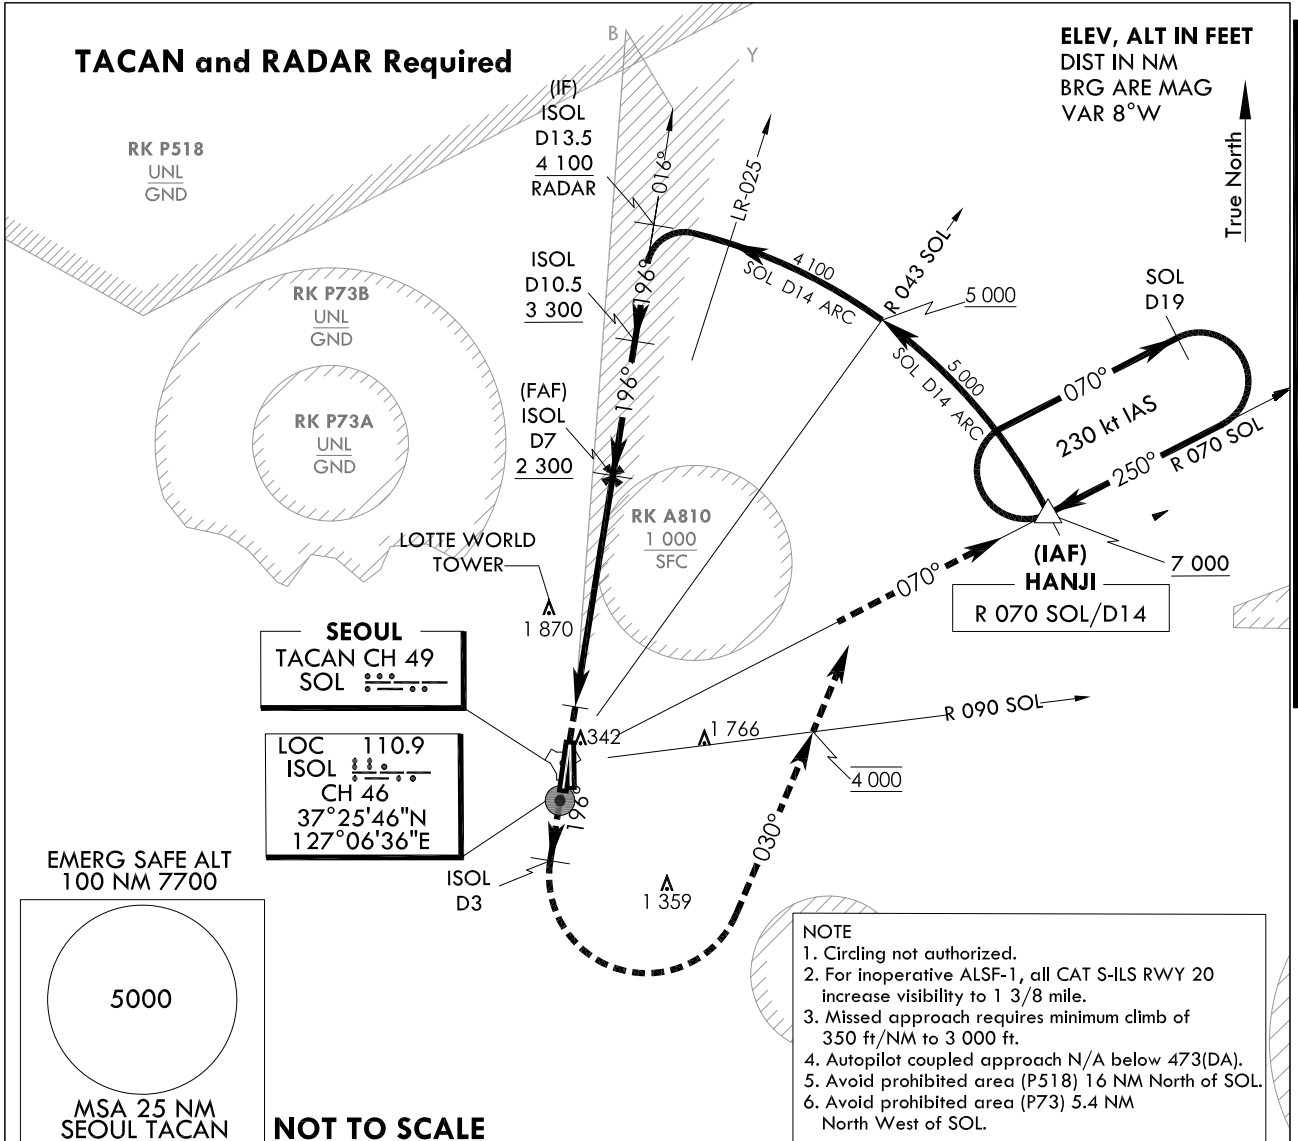 TACAN and RADAR Required
ELEV, ALT IN FEET
DIST IN NM
BRG ARE MAG
VAR 8°W
True North
B
Y
RK P518
UNL
GND
(IF)
ISOL
D13.5
4 100
RADAR
016°
LR-025
196°
4 100
SOL D14 ARC
R 043 SOL
5 000
SOL
D19
ISOL
D10.5
3 300
RK P73B
UNL
GND
5 000
SOL D14 ARC
070°
230 kt IAS
250°
R 070 SOL
196°
(FAF)
ISOL
D7
2 300
RK P73A
UNL
GND
RK A810
1 000
SFC
LOTTE WORLD
TOWER
1 870
070°
7 000
(IAF)
HANJI
R 070 SOL/D14
SEOUL
TACAN CH 49
SOL
342
1 766
R 090 SOL
4 000
LOC 110.9
ISOL
CH 46
37°25'46"N
127°06'36"E
196°
030°
ISOL
D3
1 359
EMERG SAFE ALT
100 NM 7700
5000
MSA 25 NM
SEOUL TACAN
NOT TO SCALE
NOTE
1. Circling not authorized.
2. For inoperative ALSF-1, all CAT S-ILS RWY 20
increase visibility to 1 3/8 mile.
3. Missed approach requires minimum climb of
350 ft/NM to 3 000 ft.
4. Autopilot coupled approach N/A below 473(DA).
5. Avoid prohibited area (P518) 16 NM North of SOL.
6. Avoid prohibited area (P73) 5.4 NM
North West of SOL.